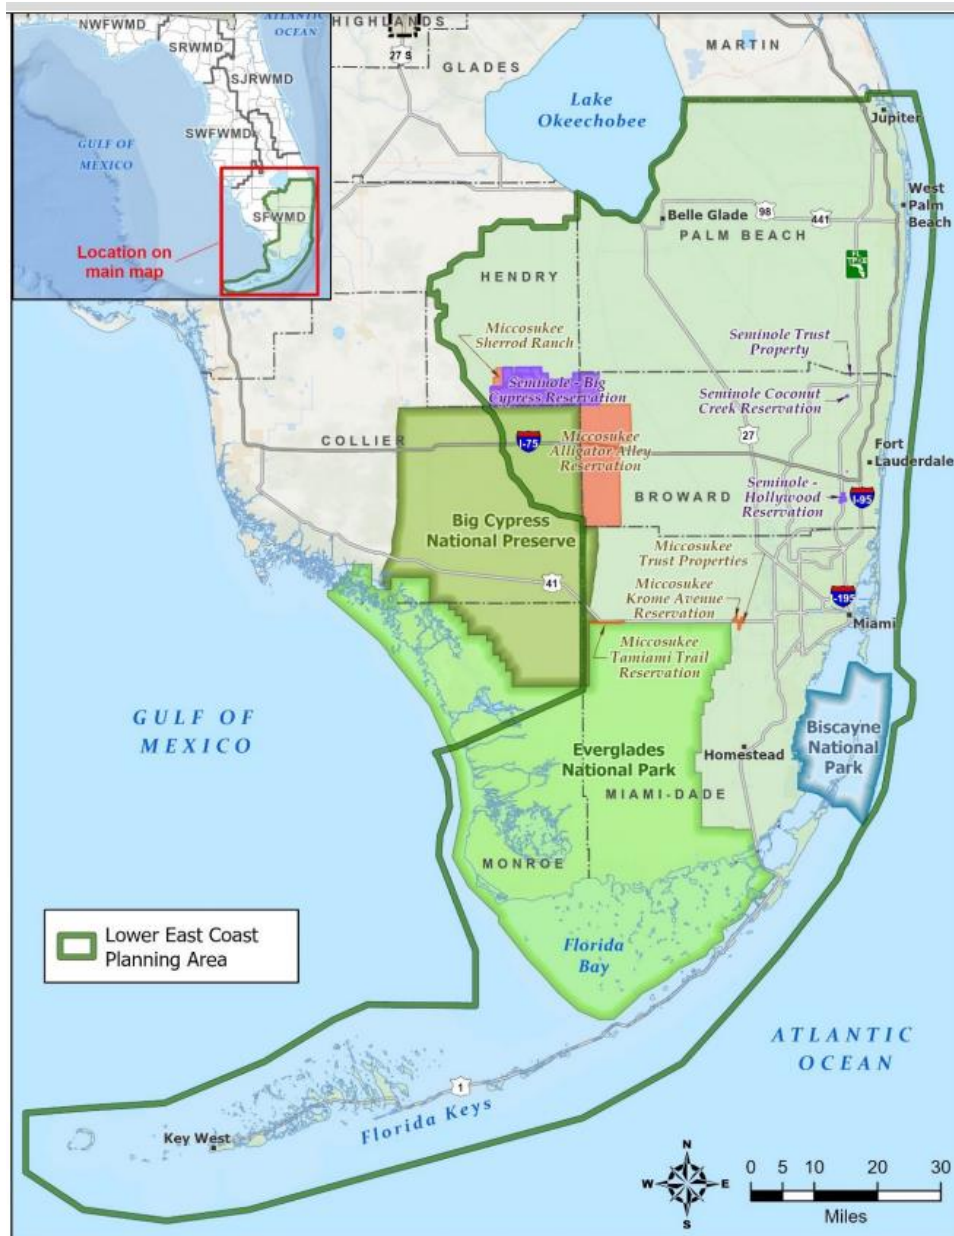 NWFWMD
SRWMD
SJRWMD
SWFWMD
SFWMD
ATLANTIC
OCEAN
GULF OF
MEXICO
Location on
main map
HIGHLANDS
27
GLADES
MARTIN
Lake
Okeechobee
Jupiter
West
Palm
Beach
Belle Glade
98
441
PALM BEACH
HENDRY
Miccosukee
Sherrod Ranch
Seminole Trust
Property
Seminole - Big
Cypress Reservation
Seminole Coconut
Creek Reservation
COLLIER
I-75
Miccosukee
Alligator Alley
Reservation
27
Fort
Lauderdale
BROWARD
Seminole -
Hollywood
Reservation
I-95
Big Cypress
National Preserve
Miccosukee
Trust Properties
41
Miccosukee
Krome Avenue
Reservation
I-195
Miami
Miccosukee
Tamiami Trail
Reservation
GULF OF
MEXICO
Everglades
National Park
Homestead
Biscayne
National
Park
MIAMI-DADE
MONROE
Lower East Coast
Planning Area
Florida
Bay
ATLANTIC
OCEAN
1
Florida Keys
Key West
N
W E
S
0 5 10 20 30
Miles